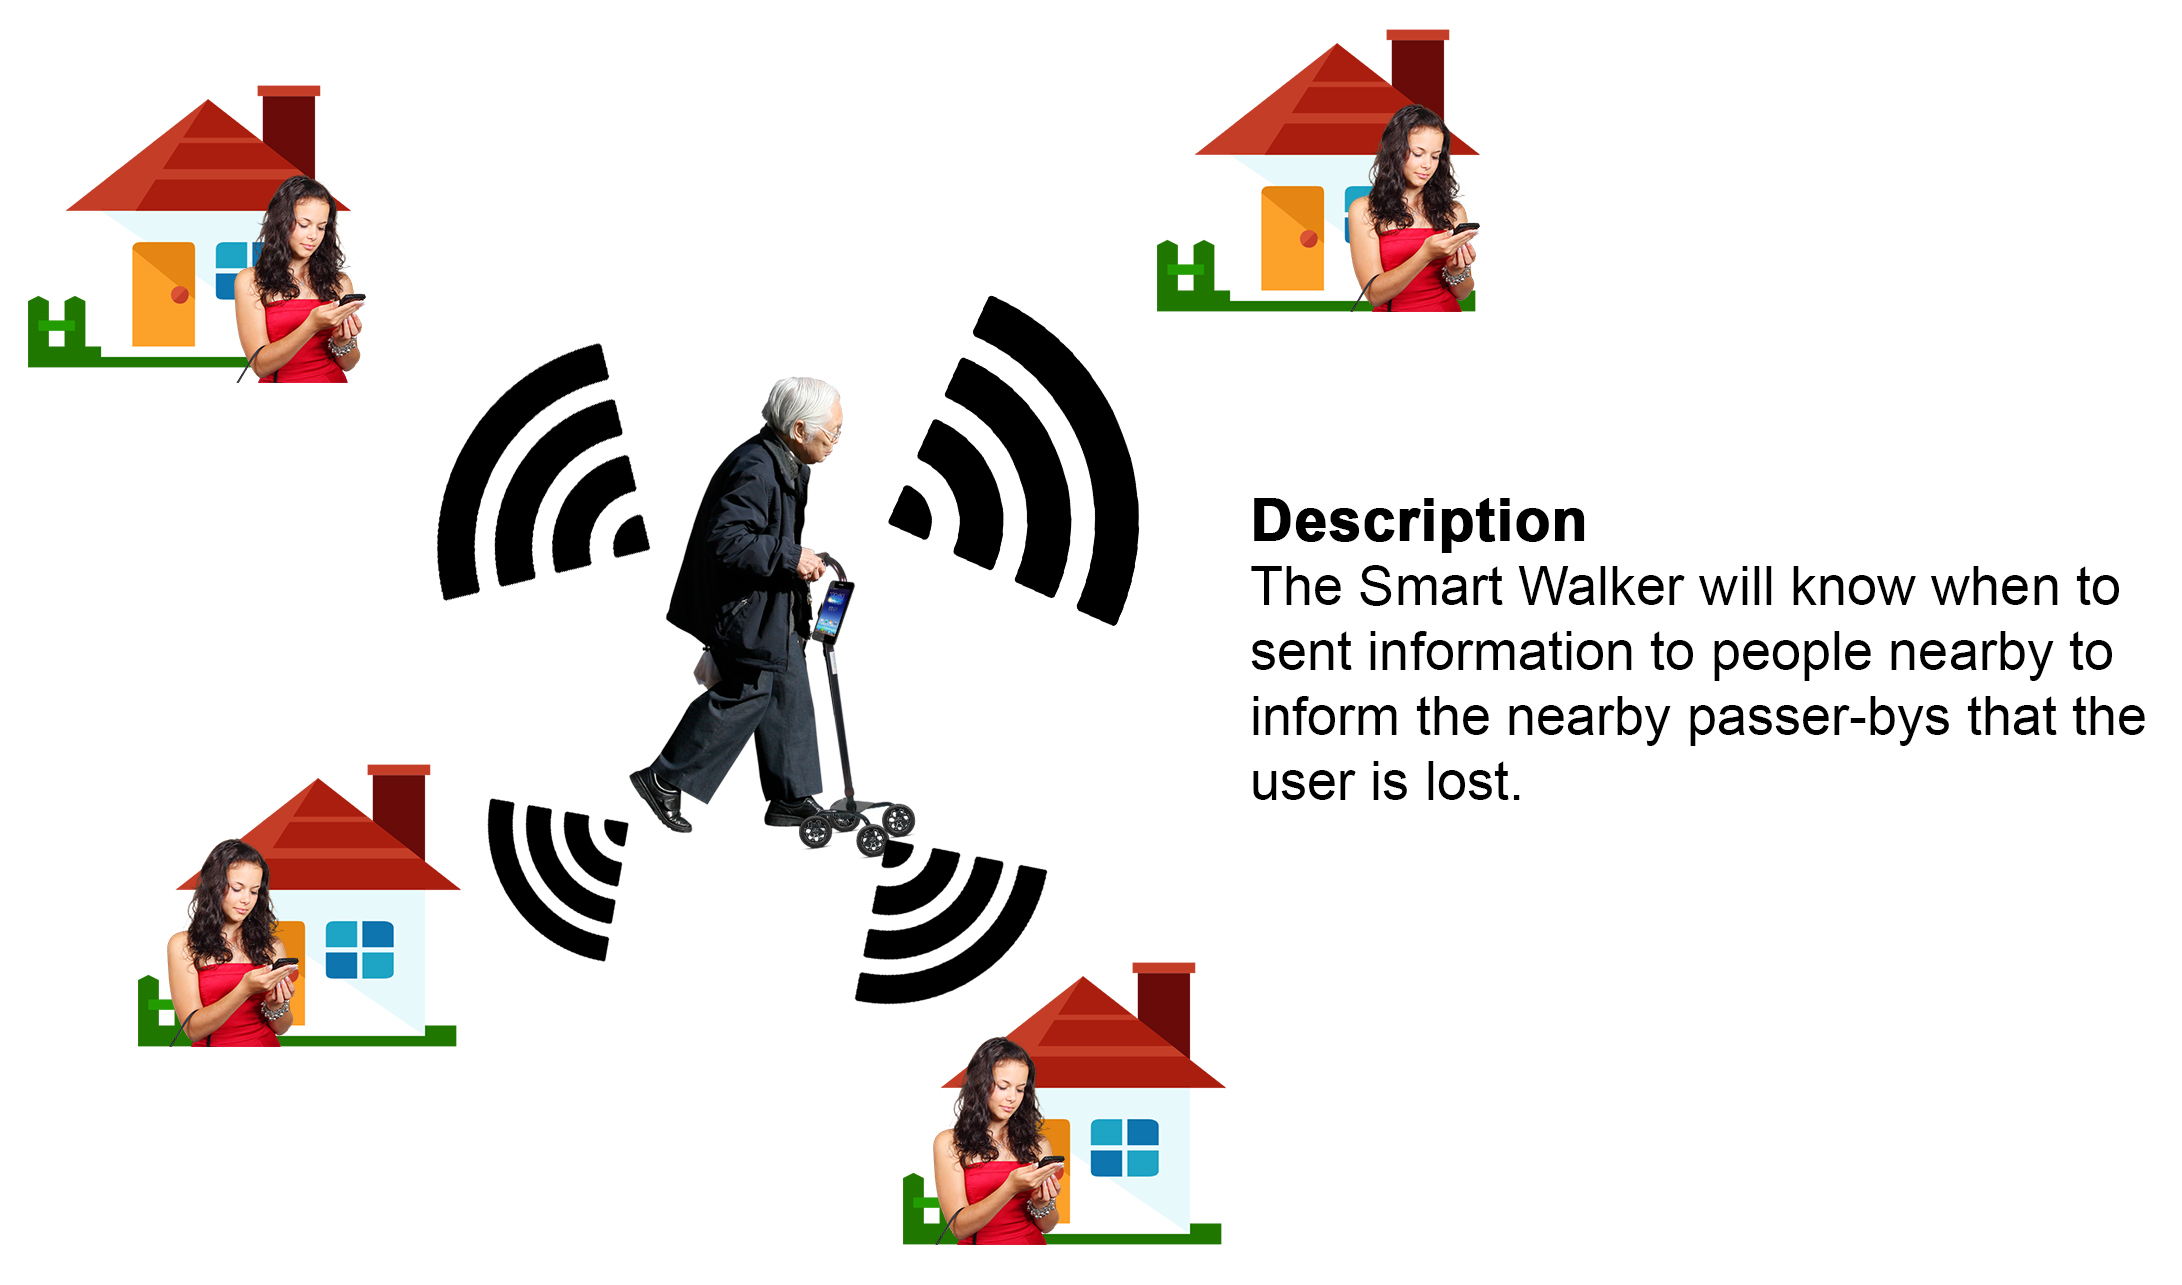 Description
The Smart Walker will know when to
sent information to people nearby to
inform the nearby passer-bys that the
user is lost.